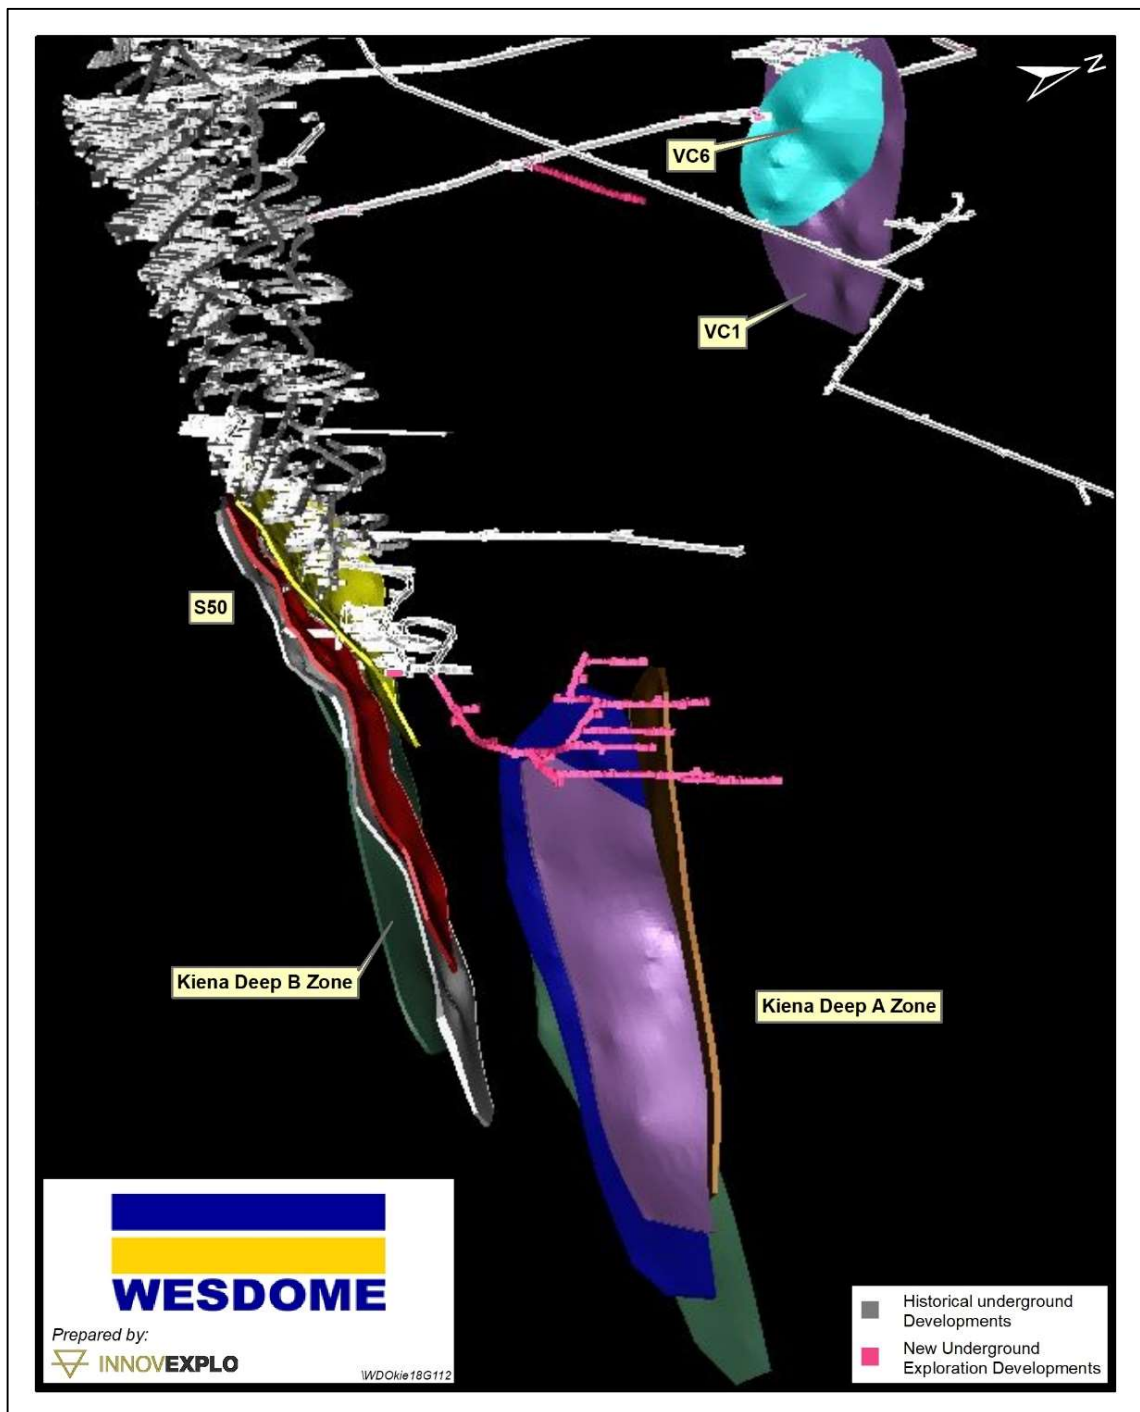 N
VC6
VC1
S50
Kiena Deep B Zone
Kiena Deep A Zone
WESDOME
Prepared by:
INNOVEXPLO
\WDOkie18G112
Historical underground
Developments
New Underground
Exploration Developments